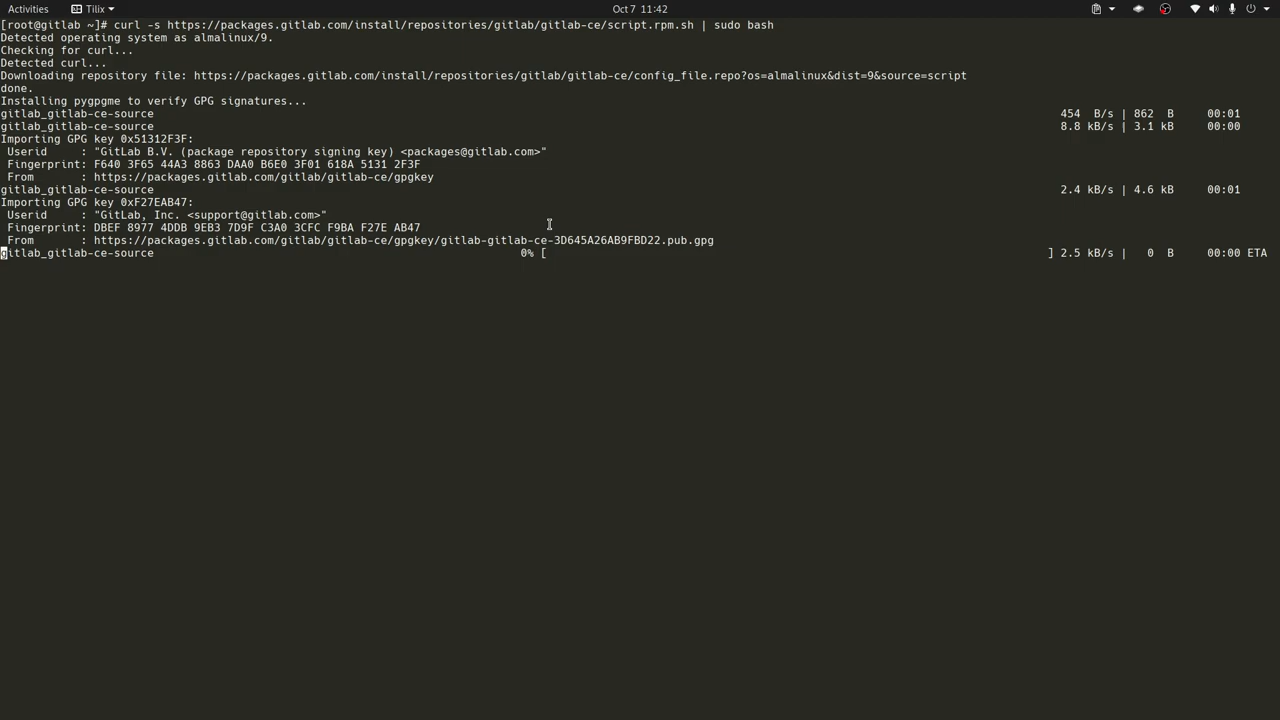 Activities Tilix Oct 7 11:42
[root@gitlab ~]# curl -s https://packages.gitlab.com/install/repositories/gitlab/gitlab-ce/script.rpm.sh | sudo bash
Detected operating system as almalinux/9.
Checking for curl...
Detected curl...
Downloading repository file: https://packages.gitlab.com/install/repositories/gitlab/gitlab-ce/config_file.repo?os=almalinux&dist=9&source=script
done.
Installing pygpgme to verify GPG signatures...
gitlab_gitlab-ce-source 454 B/s | 862 B 00:01
gitlab_gitlab-ce-source 8.8 kB/s | 3.1 kB 00:00
Importing GPG key 0x51312F3F:
Userid : "GitLab B.V. (package repository signing key) <packages@gitlab.com>"
Fingerprint: F640 3F65 44A3 8863 DAA0 B6E0 3F01 618A 5131 2F3F
From : https://packages.gitlab.com/gitlab/gitlab-ce/gpgkey
gitlab_gitlab-ce-source 2.4 kB/s | 4.6 kB 00:01
Importing GPG key 0xF27EAB47:
Userid : "GitLab, Inc. <support@gitlab.com>"
Fingerprint: DBEF 8977 4DDB 9EB3 7D9F C3A0 3CFC F9BA F27E AB47
From : https://packages.gitlab.com/gitlab/gitlab-ce/gpgkey/gitlab-gitlab-ce-3D645A26AB9FBD22.pub.gpg
gitlab_gitlab-ce-source 0% [ ] 2.5 kB/s | 0 B 00:00 ETA